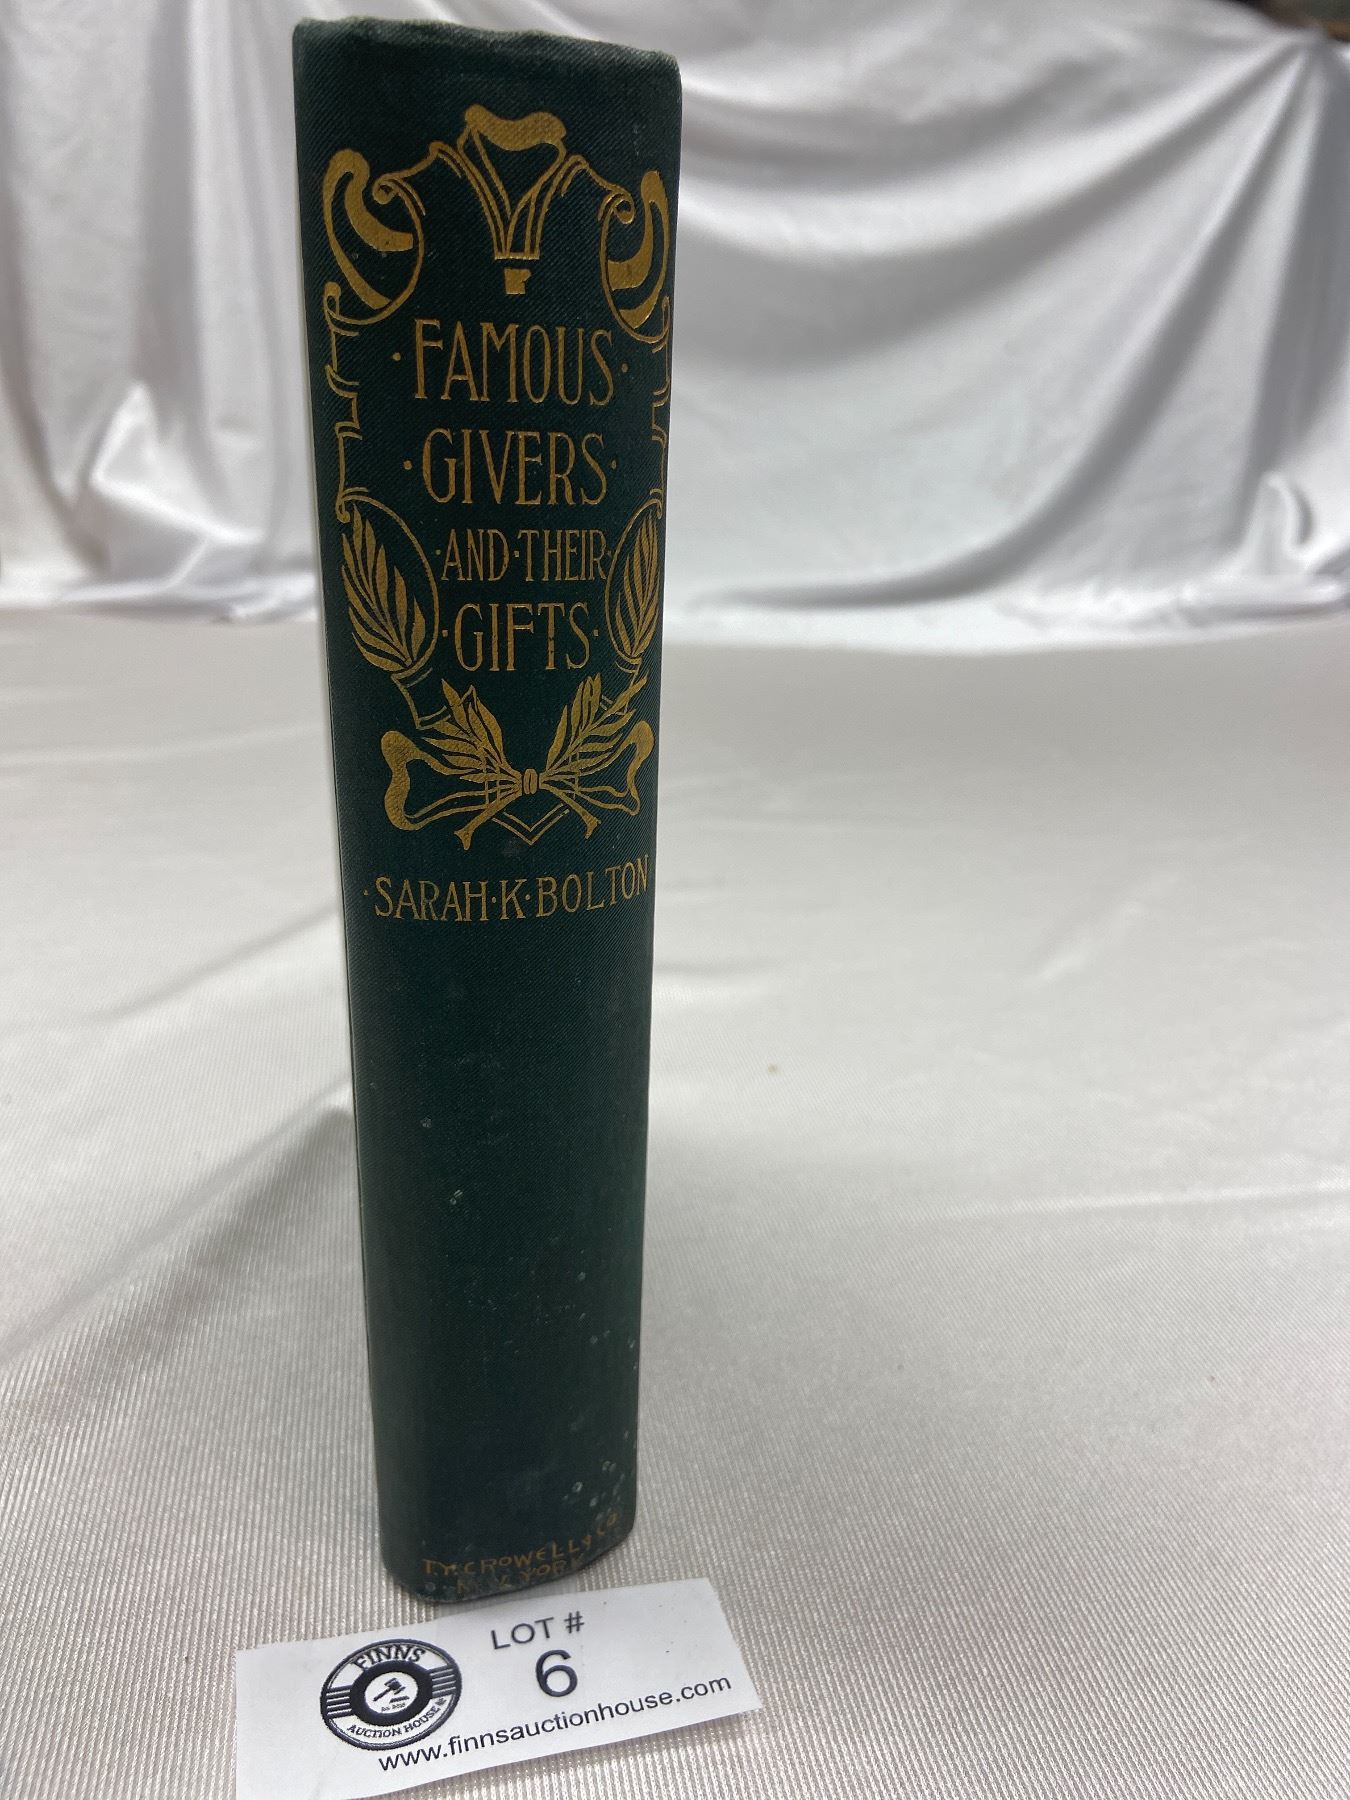 ·FAMOUS·
·GIVERS·
·AND·THEIR·
·GIFTS·
·SARAH·K·BOLTON
T.Y. CROWELL & CO.
YORK
LOT #
6
FINNS
AUCTION HOUSE
www.finnsauctionhouse.com